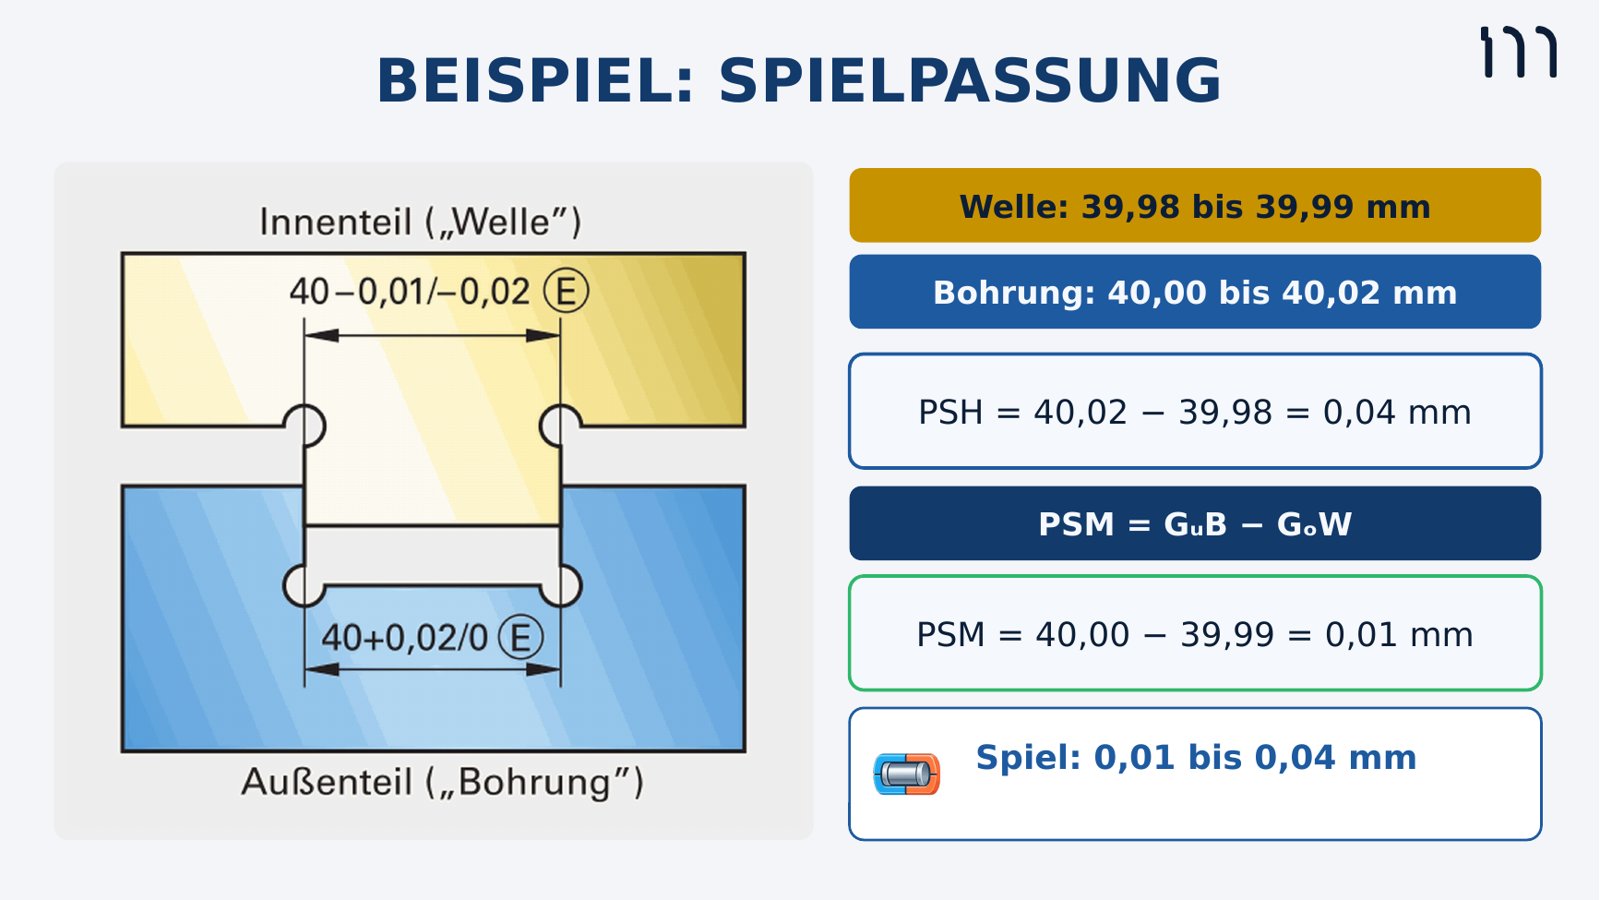 BEISPIEL: SPIELPASSUNG
m
Innenteil („Welle”)
40–0,01/–0,02 Ⓔ
40+0,02/0 Ⓔ
Außenteil („Bohrung”)
Welle: 39,98 bis 39,99 mm
Bohrung: 40,00 bis 40,02 mm
PSH = 40,02 − 39,98 = 0,04 mm
PSM = GᵤB − GₒW
PSM = 40,00 − 39,99 = 0,01 mm
Spiel: 0,01 bis 0,04 mm